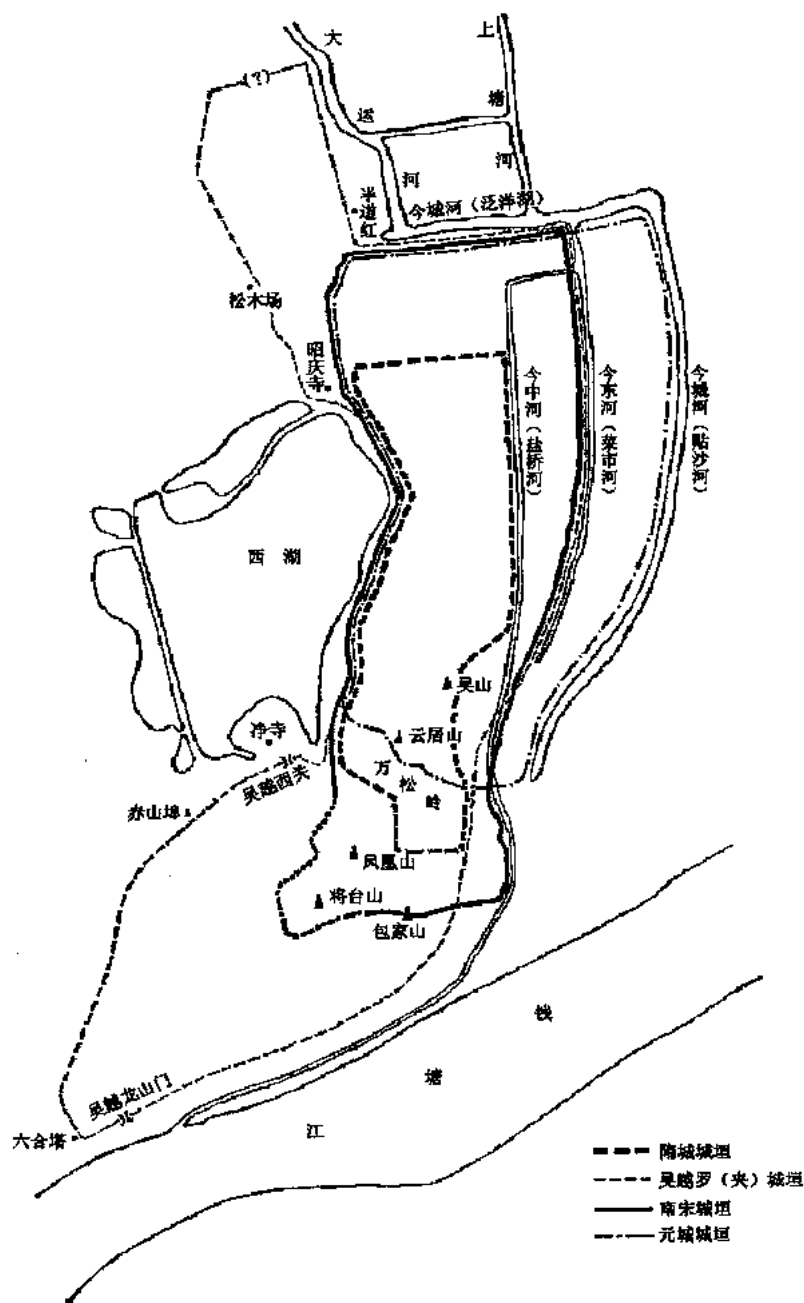 大
上
(?)
运
塘
河
河
半道红
今城河（泛洋湖）
松木场
昭庆寺
今中河（盐桥河）
今东河（菜市河）
今城河（贴沙河）
西湖
吴山
净寺
云居山
吴越西关
万松岭
赤山埠
凤凰山
将台山
包家山
钱
塘
江
吴越龙山门
六合塔
隋城城垣
吴越罗（夹）城垣
南宋城垣
元城城垣